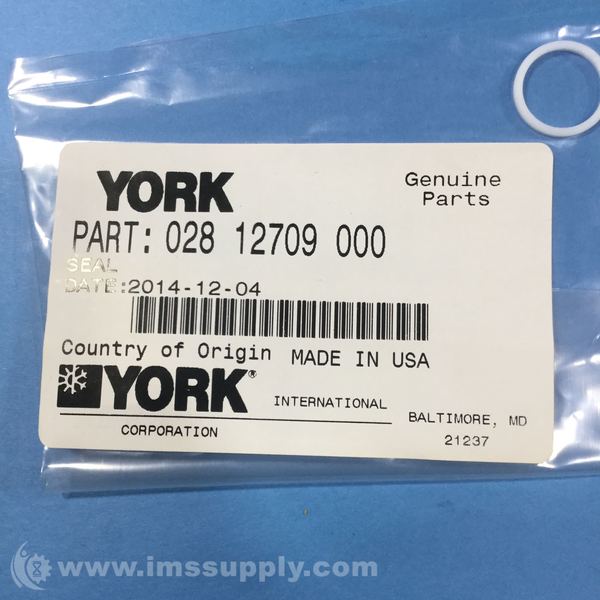 YORK
Genuine
Parts
PART: 028 12709 000
SEAL
DATE:2014-12-04
Country of Origin MADE IN USA
YORK®
INTERNATIONAL
BALTIMORE, MD
CORPORATION
21237
www.imssupply.com